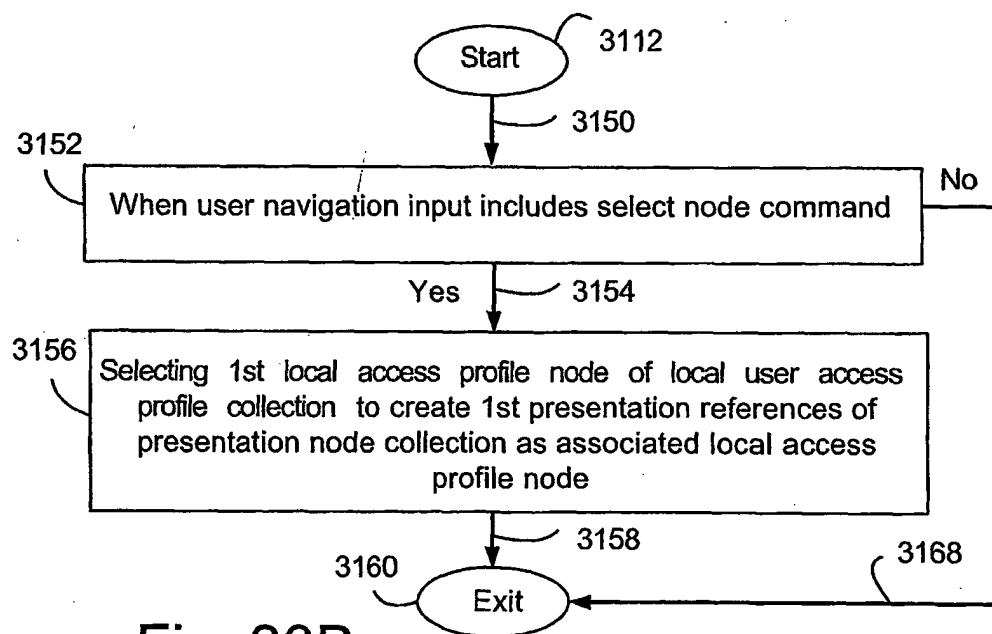 Start
3112
3150
3152
When user navigation input includes select node command
No
Yes
3154
3156
Selecting 1st local access profile node of local user access
profile collection to create 1st presentation references of
presentation node collection as associated local access
profile node
3158
3168
3160
Exit